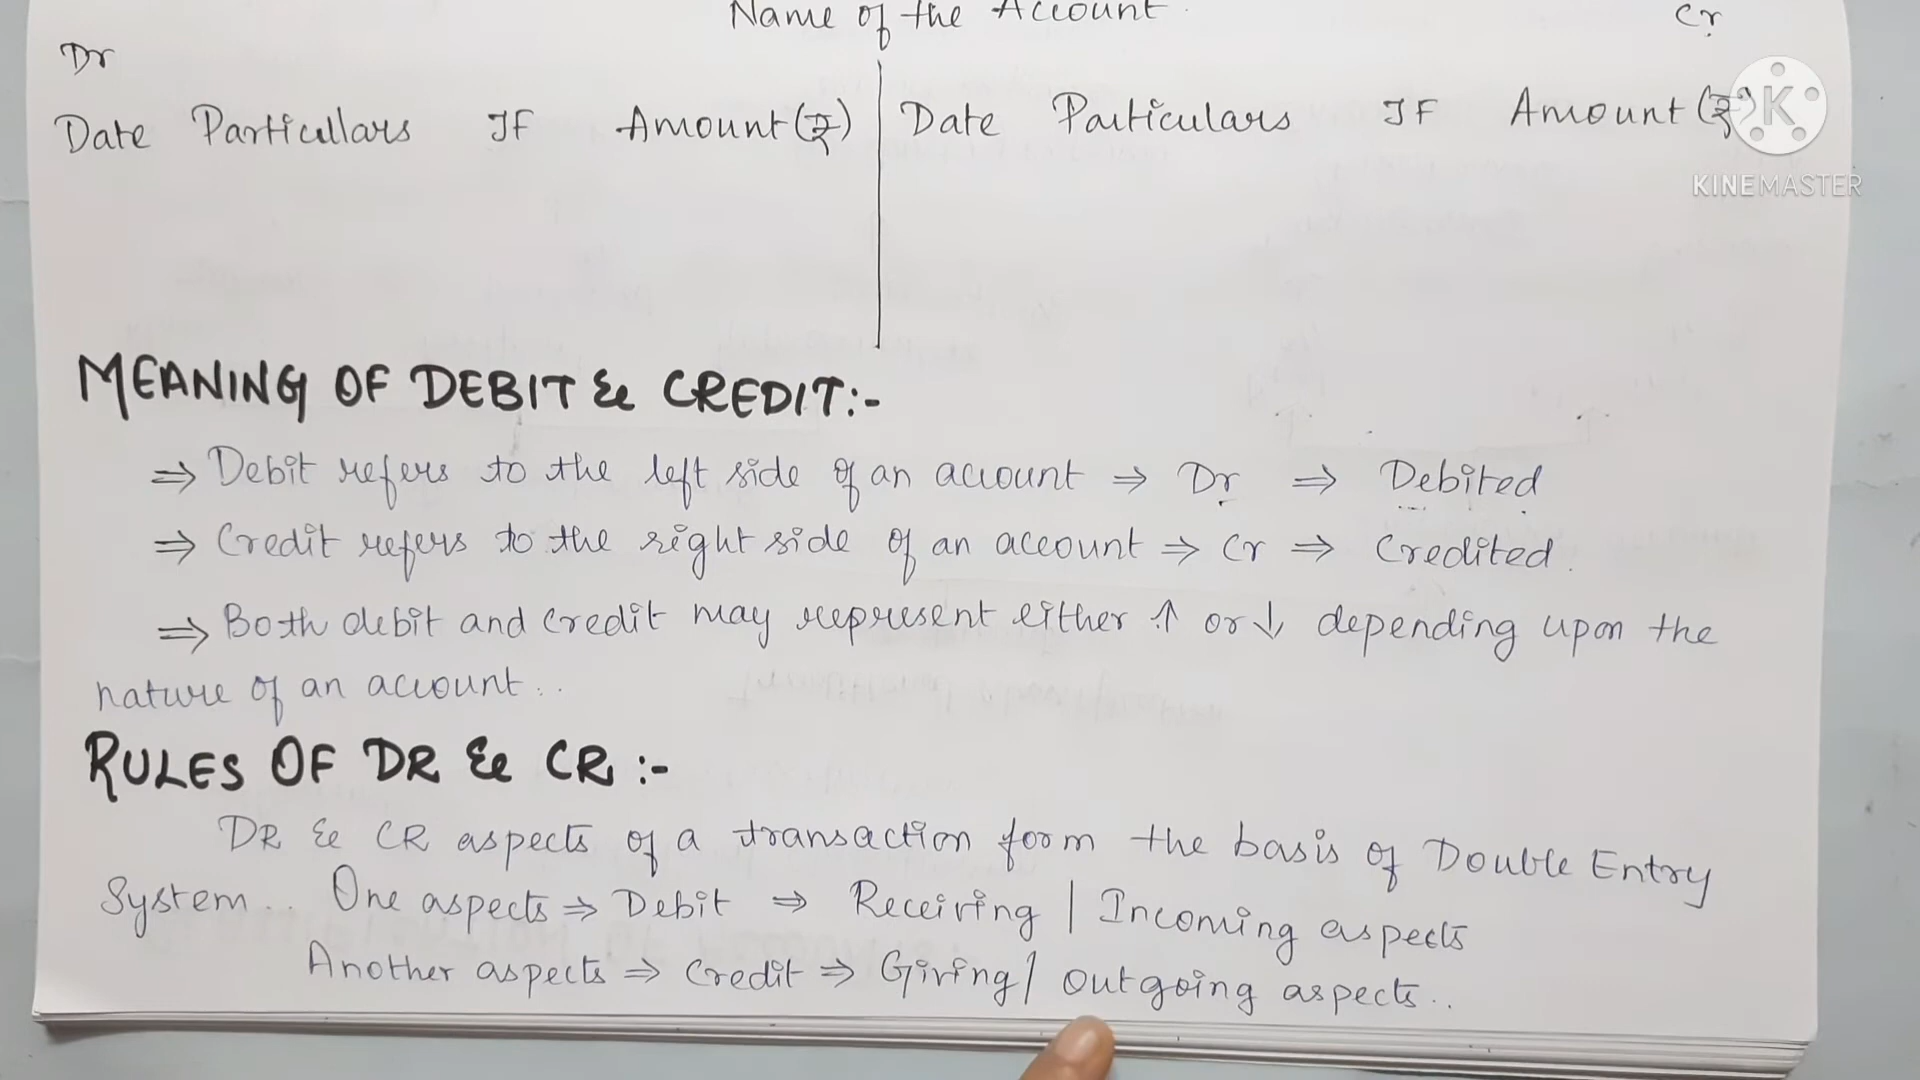 Name of the Account
Dr Cr
Date Particullars JF Amount(₹) Date Particulars JF Amount(₹)
KINEMASTER
MEANING OF DEBIT & CREDIT:-
⇒ Debit refers to the left side of an account ⇒ Dr ⇒ Debited
⇒ Credit refers to the right side of an account ⇒ Cr ⇒ Credited.
⇒ Both debit and credit may represent either ↑ or ↓ depending upon the
nature of an account..
RULES OF DR & CR :-
DR & CR aspects of a transaction form the basis of Double Entry
System.. One aspects ⇒ Debit ⇒ Receiving | Incoming aspects
Another aspects ⇒ Credit ⇒ Giving/ outgoing aspects..